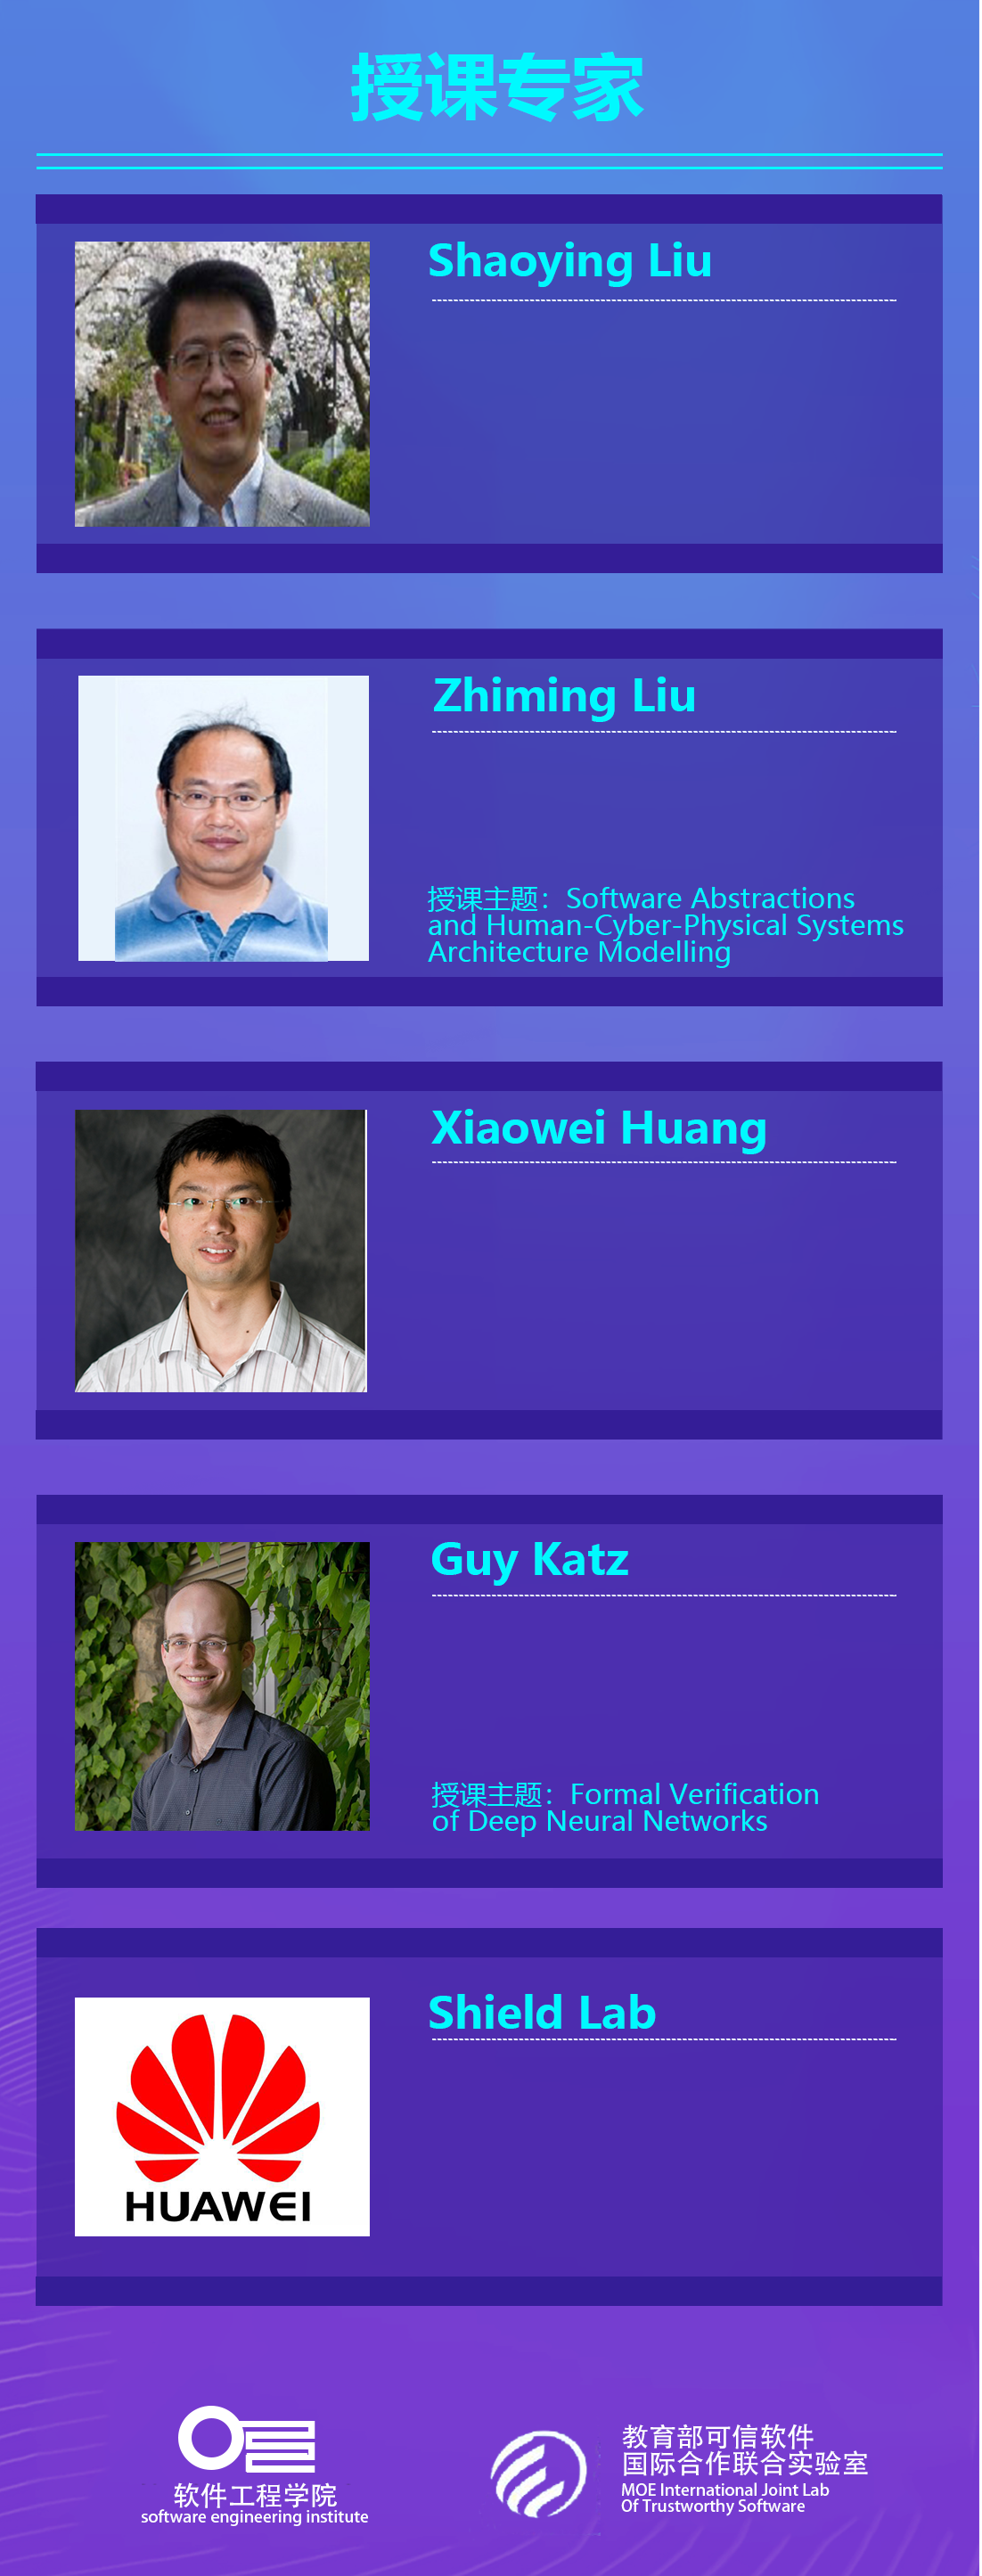 授课专家
Shaoying Liu
Zhiming Liu
授课主题：Software Abstractions
and Human-Cyber-Physical Systems
Architecture Modelling
Xiaowei Huang
Guy Katz
授课主题：Formal Verification
of Deep Neural Networks
Shield Lab
HUAWEI
软件工程学院
software engineering institute
教育部可信软件
国际合作联合实验室
MOE International Joint Lab
Of Trustworthy Software